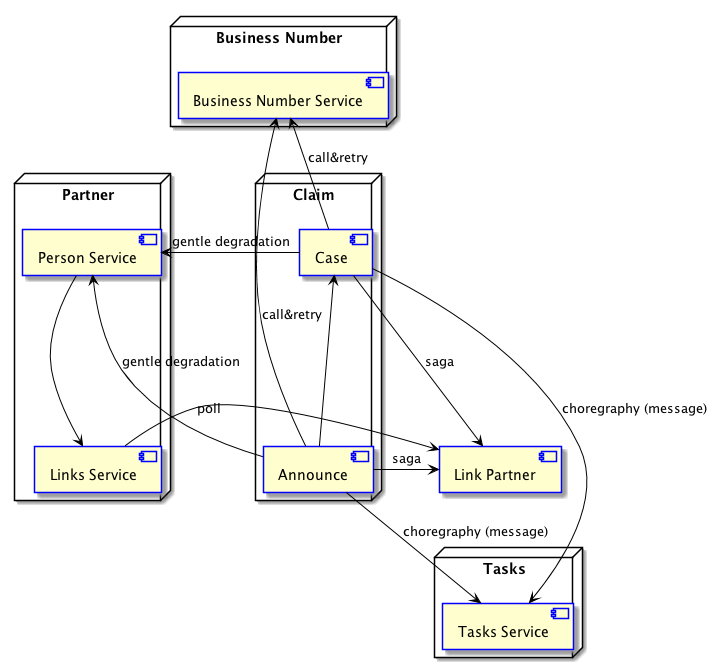 Business Number
Business Number Service
call&retry
Partner
Claim
Person Service
gentle degradation
Case
call&retry
gentle degradation
saga
poll
choregraphy (message)
Links Service
Announce
saga
Link Partner
choregraphy (message)
Tasks
Tasks Service